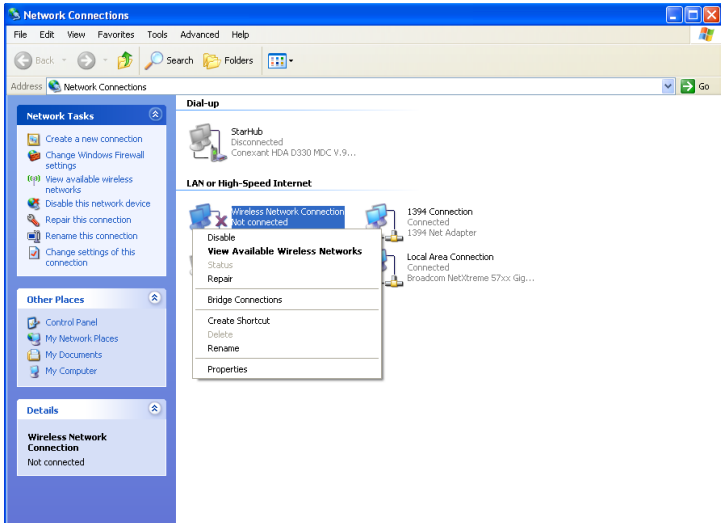 Network Connections
File Edit View Favorites Tools Advanced Help
Back Search Folders
Address Network Connections Go
Network Tasks
Create a new connection
Change Windows Firewall
settings
View available wireless
networks
Disable this network device
Repair this connection
Rename this connection
Change settings of this
connection
Other Places
Control Panel
My Network Places
My Documents
My Computer
Details
Wireless Network
Connection
Not connected
Dial-up
StarHub
Disconnected
Conexant HDA D330 MDC V.9...
LAN or High-Speed Internet
Wireless Network Connection
Not connected
1394 Connection
Connected
1394 Net Adapter
Local Area Connection
Connected
Broadcom NetXtreme 57xx Gig...
Disable
View Available Wireless Networks
Status
Repair
Bridge Connections
Create Shortcut
Delete
Rename
Properties